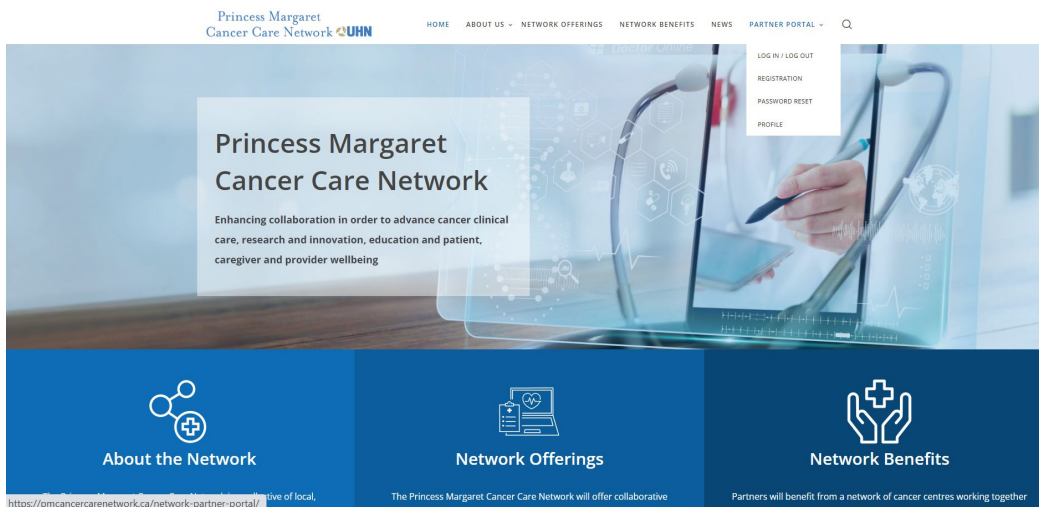 Princess Margaret
Cancer Care Network UHN
HOME ABOUT US NETWORK OFFERINGS NETWORK BENEFITS NEWS PARTNER PORTAL
Doctor Online
LOG IN / LOG OUT
REGISTRATION
PASSWORD RESET
PROFILE
Princess Margaret
Cancer Care Network
Enhancing collaboration in order to advance cancer clinical
care, research and innovation, education and patient,
caregiver and provider wellbeing
About the Network
Network Offerings
Network Benefits
tive of local,
The Princess Margaret Cancer Care Network will offer collaborative
Partners will benefit from a network of cancer centres working together
https://pmcancercarenetwork.ca/network-partner-portal/